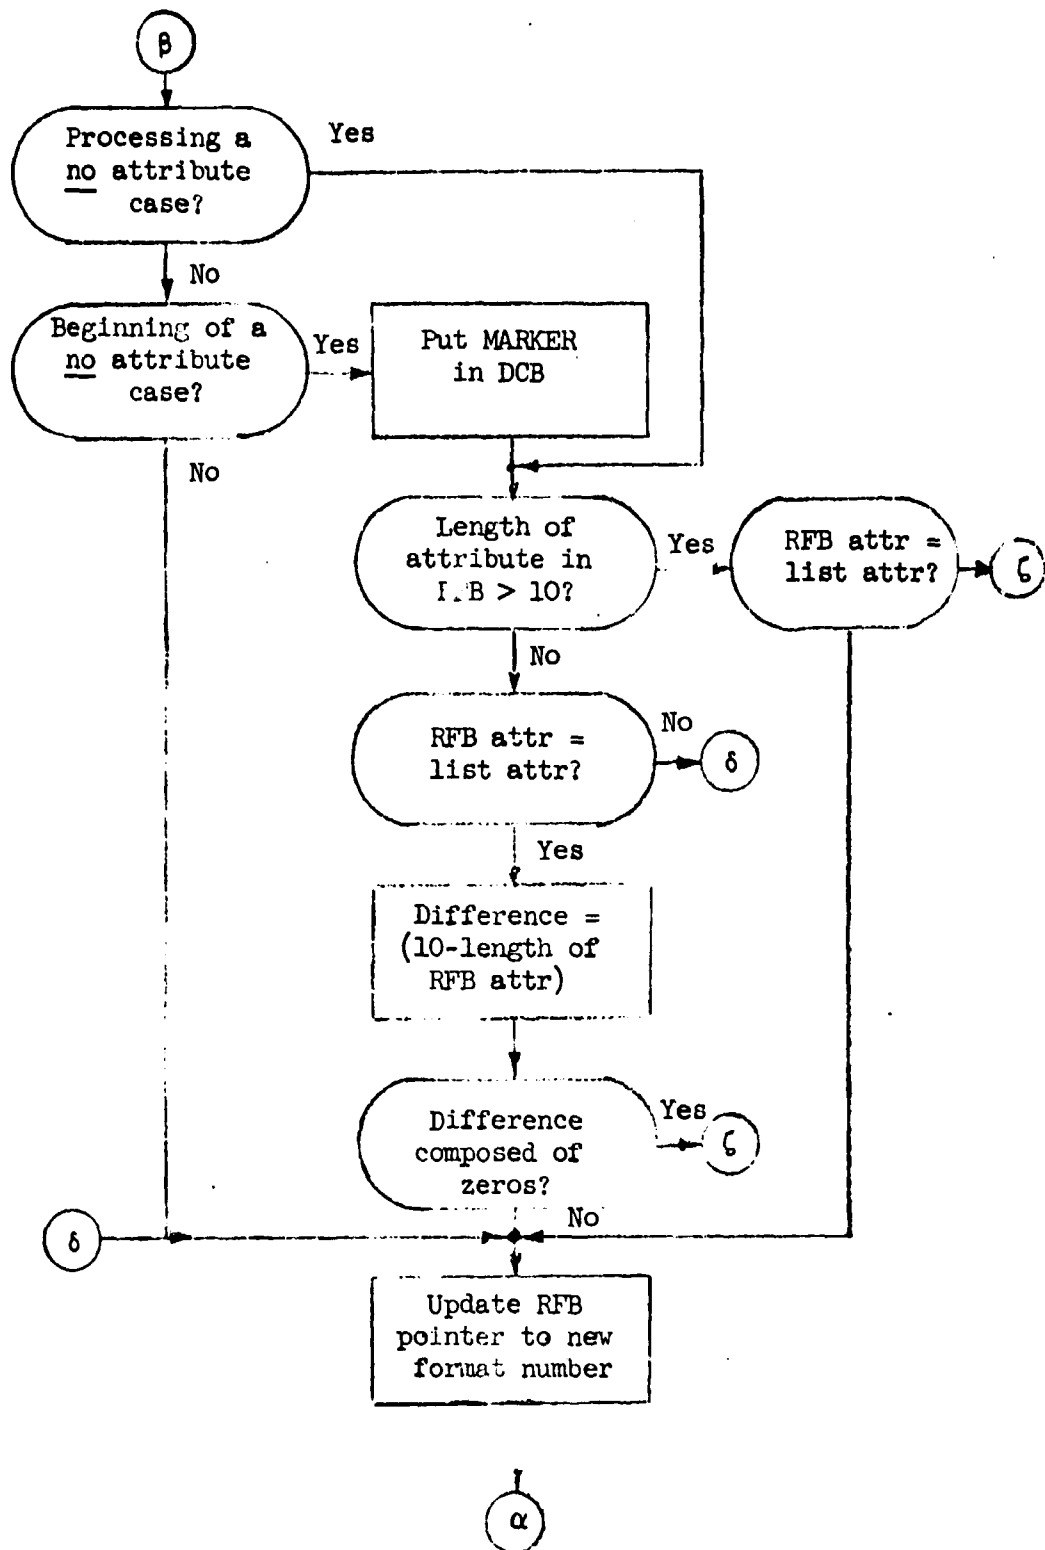 β
Processing a
no attribute
case?
Yes
No
Beginning of a
no attribute
case?
Yes
Put MARKER
in DCB
No
Length of
attribute in
B > 10?
Yes
RFB attr =
list attr?
ζ
No
RFB attr =
list attr?
No
δ
Yes
Difference =
(10-length of
RFB attr)
Difference
composed of
zeros?
Yes
ζ
No
δ
Update RFB
pointer to new
format number
α